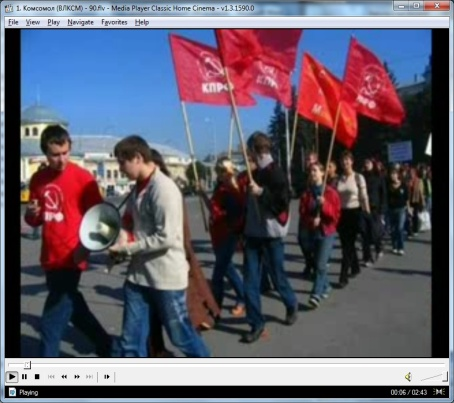 1. Комсомол (ВЛКСМ) - 90.flv - Media Player Classic Home Cinema - v1.3.1590.0
File View Play Navigate Favorites Help
КПРФ
КПРФ
КПРФ
КПРФ
Playing
00:06 / 02:43